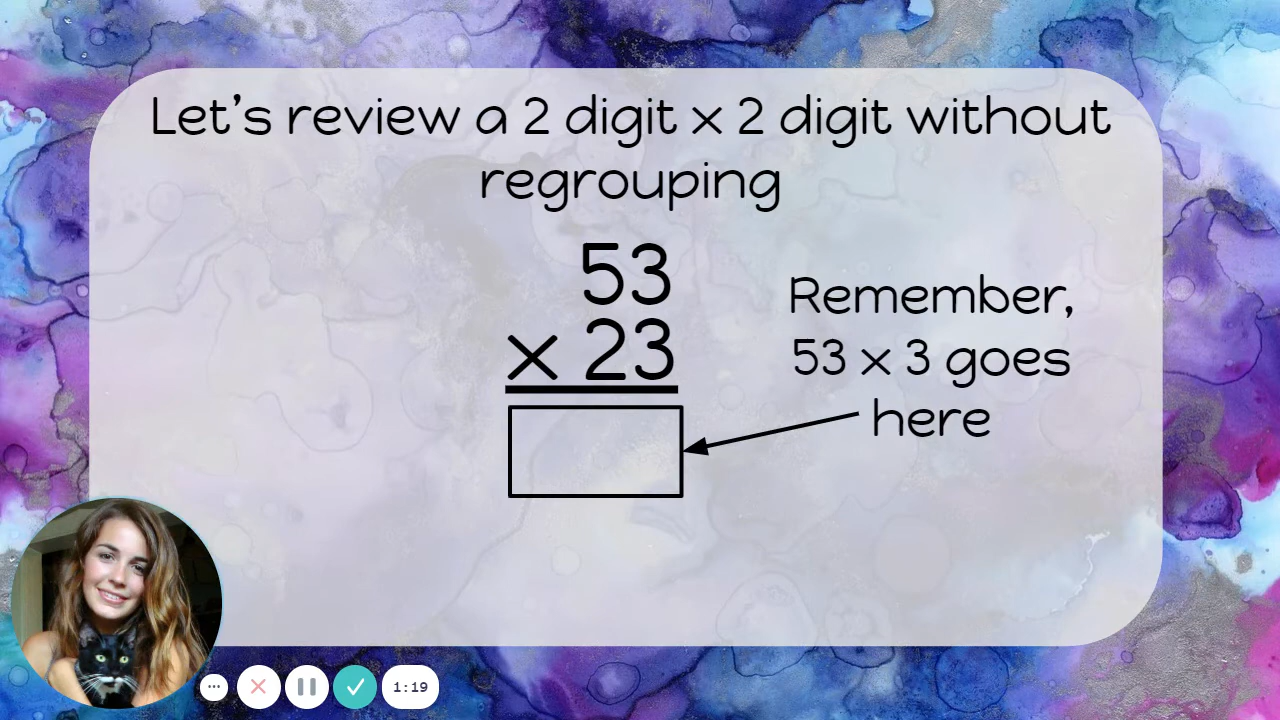 Let's review a 2 digit x 2 digit without
regrouping
53
x 23
Remember,
53 x 3 goes
here
1:19